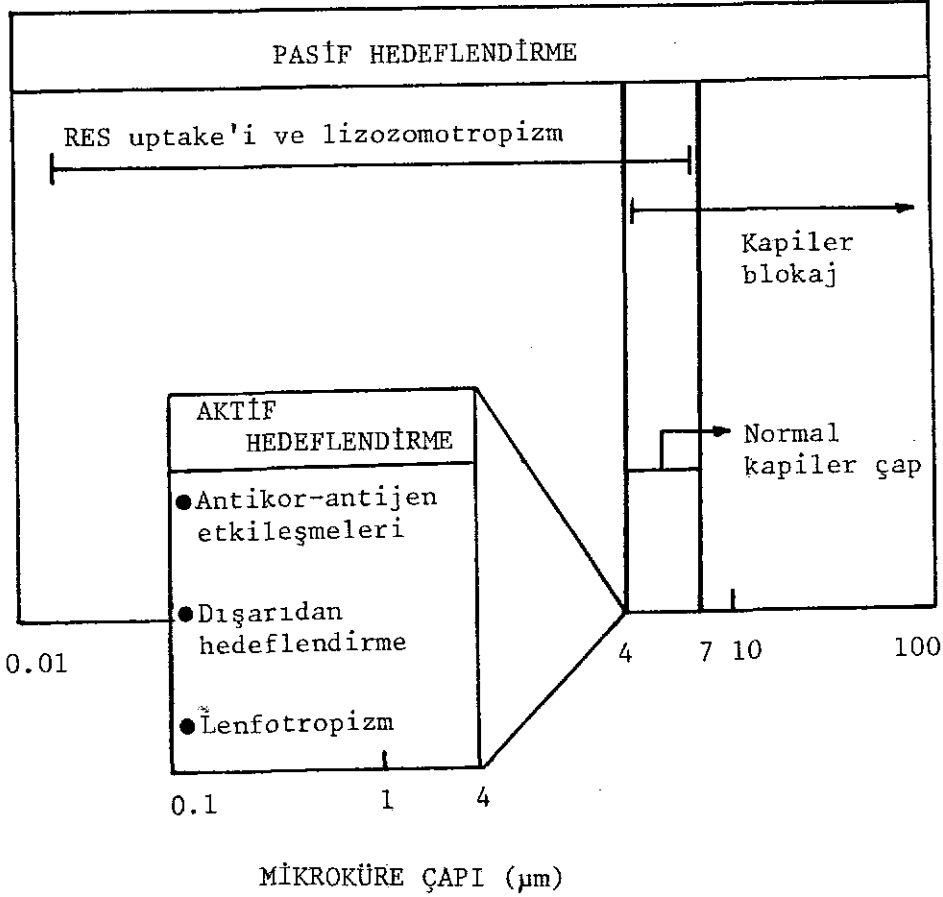 PASİF HEDEFLENDİRME
RES uptake'i ve lizozomotropizm
Kapiler
blokaj
AKTİF
HEDEFLENDİRME
Normal
kapiler çap
●Antikor-antijen
etkileşmeleri
●Dışarıdan
hedeflendirme
●Lenfotropizm
0.01
4
7
10
100
0.1
1
4
MİKROKÜRE ÇAPI (µm)